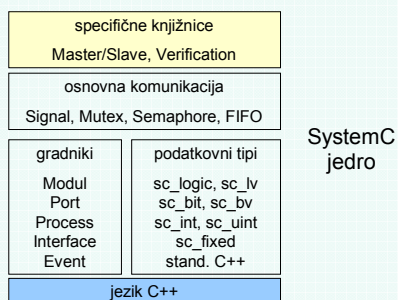 specifične knjižnice
Master/Slave, Verification
osnovna komunikacija
Signal, Mutex, Semaphore, FIFO
gradniki
Modul
Port
Process
Interface
Event
podatkovni tipi
sc_logic, sc_lv
sc_bit, sc_bv
sc_int, sc_uint
sc_fixed
stand. C++
jezik C++
SystemC
jedro